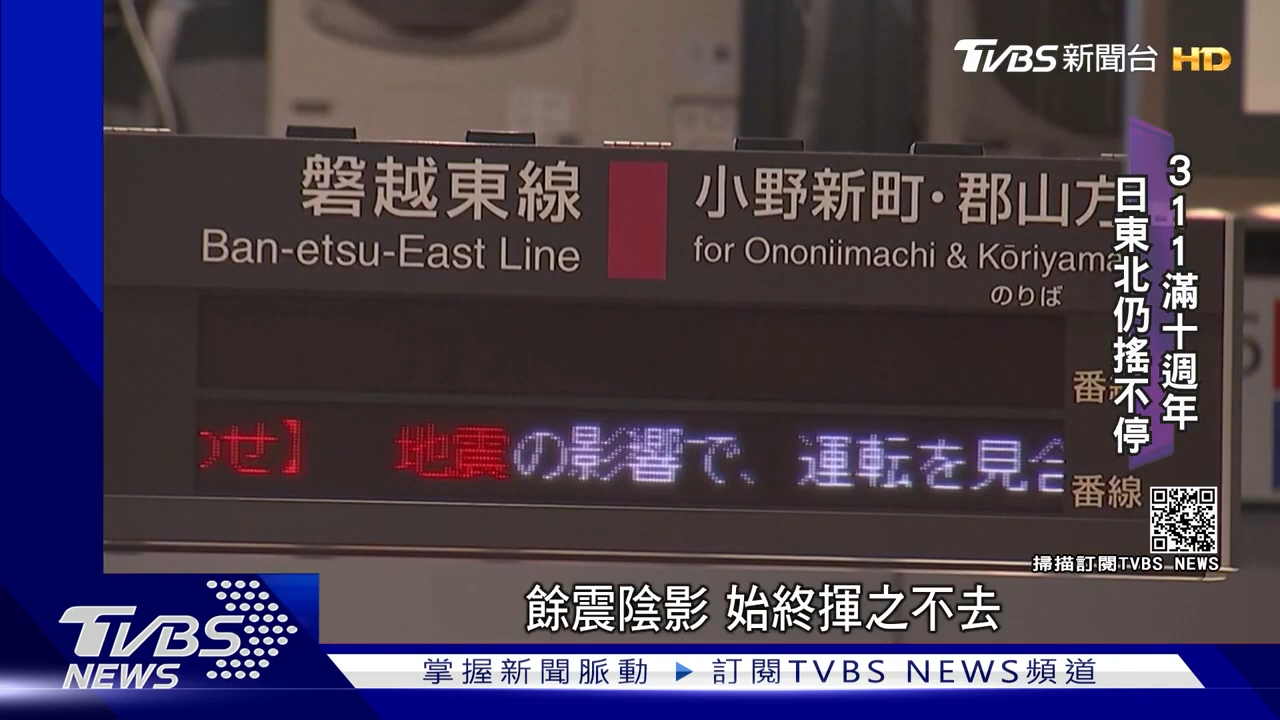 TVBS新聞台 HD
311滿十週年
日東北仍搖不停
磐越東線
小野新町・郡山方
Ban-etsu-East Line
for Ononiimachi & Kōriyama
のりば
番線
せ】 地震の影響で、運転を見合
番線
掃描訂閱TVBS NEWS
餘震陰影 始終揮之不去
TVBS NEWS
掌握新聞脈動 ▶ 訂閱TVBS NEWS頻道